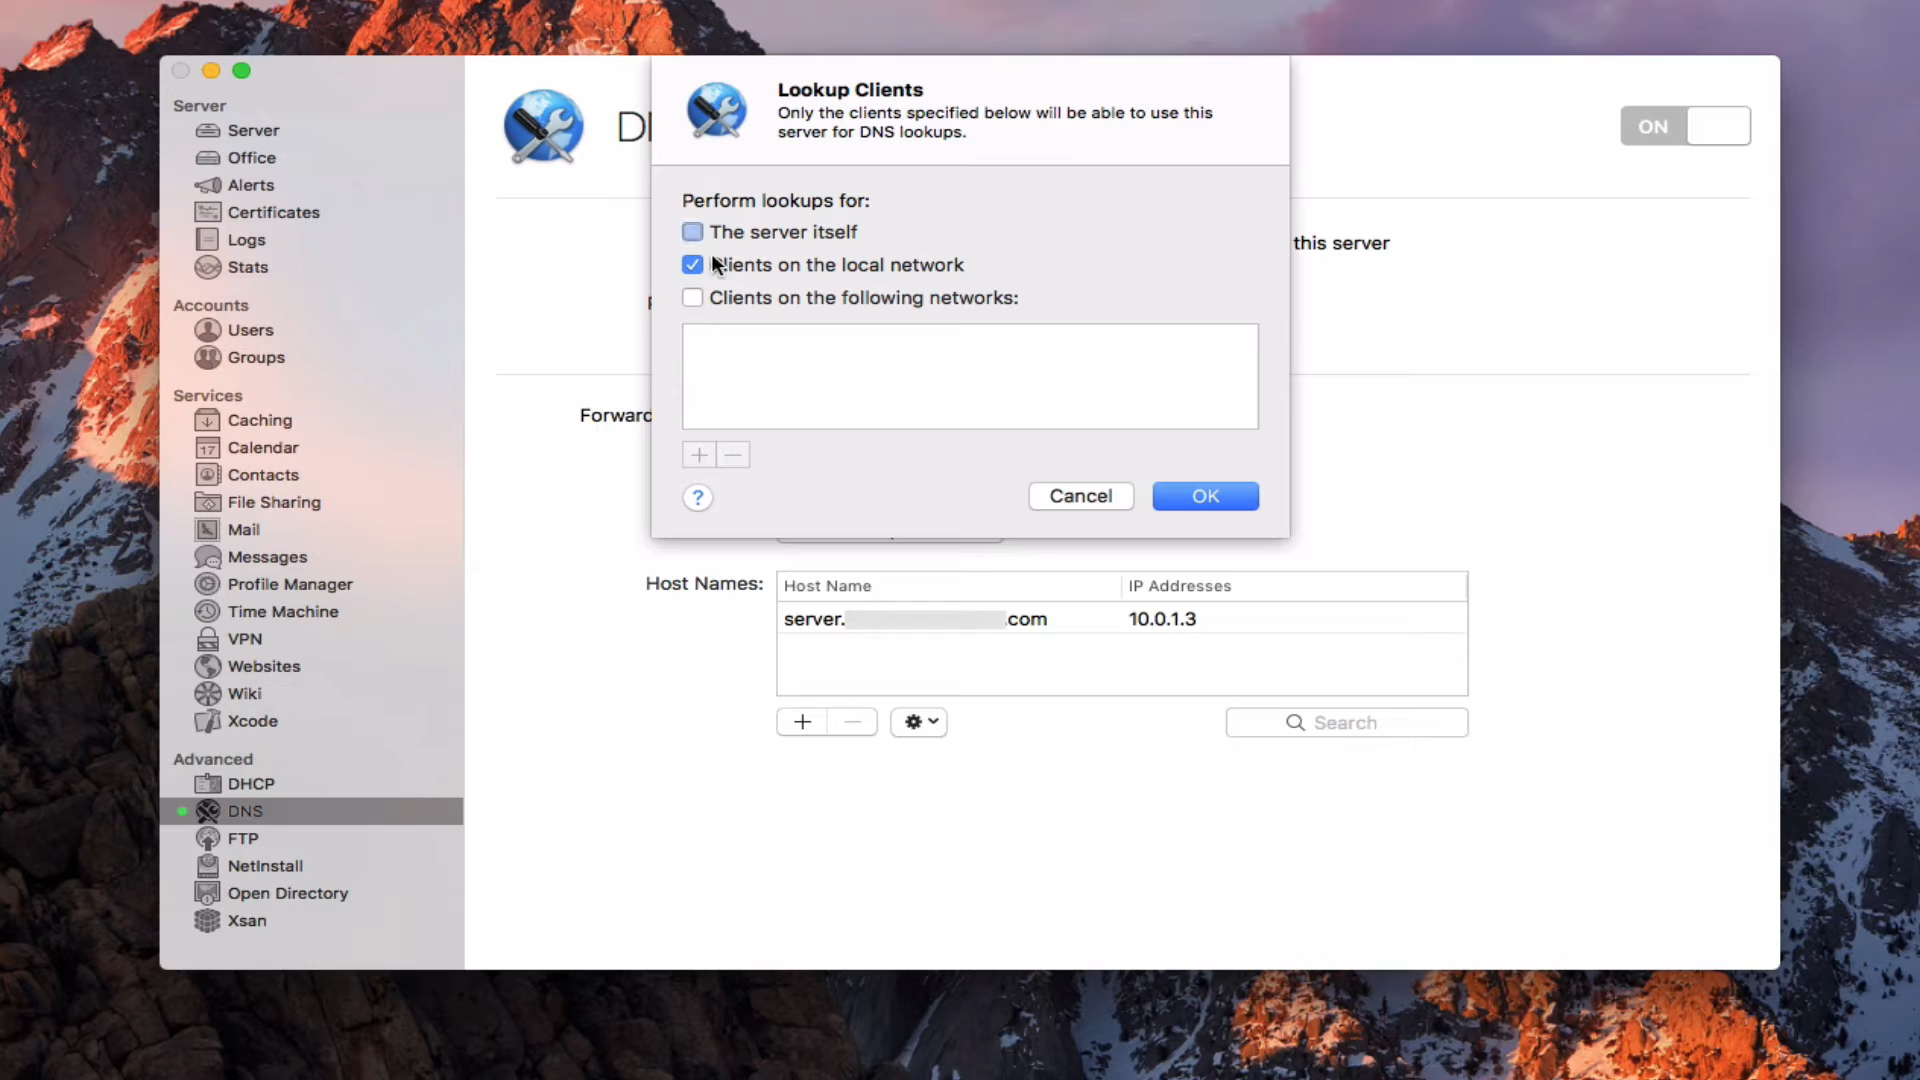 Server
Server
Office
Alerts
Certificates
Logs
Stats
Accounts
Users
Groups
Services
Caching
17
Calendar
Contacts
File Sharing
Mail
Messages
Profile Manager
Time Machine
VPN
Websites
Wiki
Xcode
Advanced
DHCP
DNS
FTP
NetInstall
Open Directory
Xsan
ON
this server
Forward
Lookup Clients
Only the clients specified below will be able to use this
server for DNS lookups.
Perform lookups for:
The server itself
Clients on the local network
Clients on the following networks:
+ −
?
Cancel
OK
Host Names:
Host Name IP Addresses
server. .com 10.0.1.3
+ −
Search